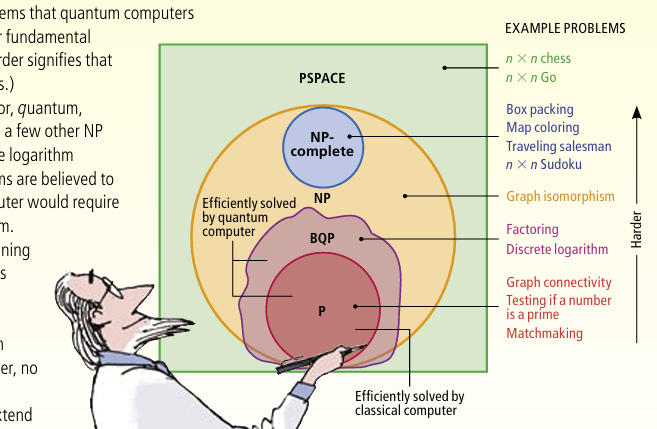 ems that quantum computers
r fundamental
rder signifies that
s.)
or, quantum,
a few other NP
e logarithm
ms are believed to
uter would require
m.
ning
s
n
er, no
xtend
EXAMPLE PROBLEMS
PSPACE
n × n chess
n × n Go
NP-
complete
Box packing
Map coloring
Traveling salesman
n × n Sudoku
NP
Graph isomorphism
Efficiently solved
by quantum
computer
BQP
Factoring
Discrete logarithm
P
Graph connectivity
Testing if a number
is a prime
Matchmaking
Efficiently solved by
classical computer
Harder